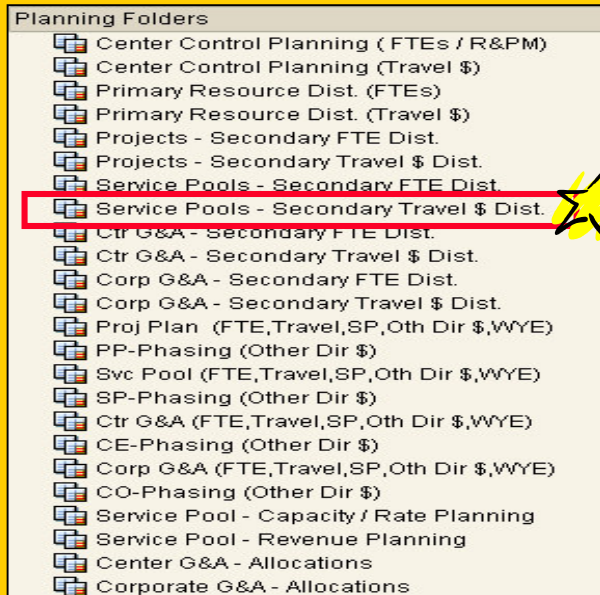 Planning Folders
Center Control Planning ( FTEs / R&PM)
Center Control Planning (Travel $)
Primary Resource Dist. (FTEs)
Primary Resource Dist. (Travel $)
Projects - Secondary FTE Dist.
Projects - Secondary Travel $ Dist.
Service Pools - Secondary FTE Dist.
Service Pools - Secondary Travel $ Dist.
Ctr G&A - Secondary FTE Dist.
Ctr G&A - Secondary Travel $ Dist.
Corp G&A - Secondary FTE Dist.
Corp G&A - Secondary Travel $ Dist.
Proj Plan (FTE,Travel,SP,Oth Dir $,WYE)
PP-Phasing (Other Dir $)
Svc Pool (FTE,Travel,SP,Oth Dir $,WYE)
SP-Phasing (Other Dir $)
Ctr G&A (FTE,Travel,SP,Oth Dir $,WYE)
CE-Phasing (Other Dir $)
Corp G&A (FTE,Travel,SP,Oth Dir $,WYE)
CO-Phasing (Other Dir $)
Service Pool - Capacity / Rate Planning
Service Pool - Revenue Planning
Center G&A - Allocations
Corporate G&A - Allocations